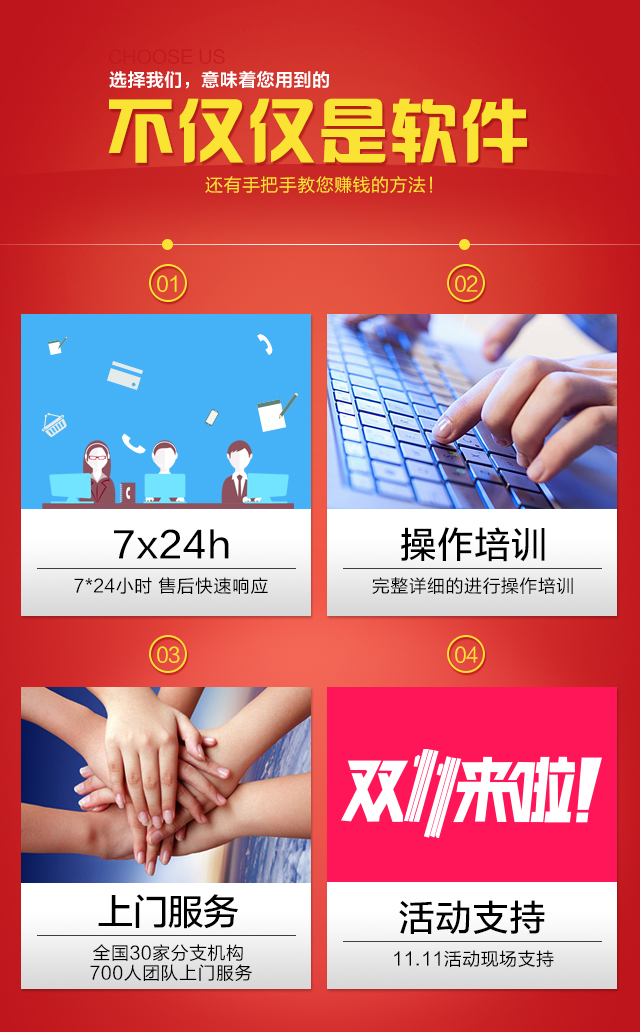 CHOOSE US
选择我们，意味着您用到的
不仅仅是软件
还有手把手教您赚钱的方法！
01
02
7x24h
7*24小时 售后快速响应
操作培训
完整详细的进行操作培训
03
04
上门服务
全国30家分支机构
700人团队上门服务
双11来啦!
活动支持
11.11活动现场支持